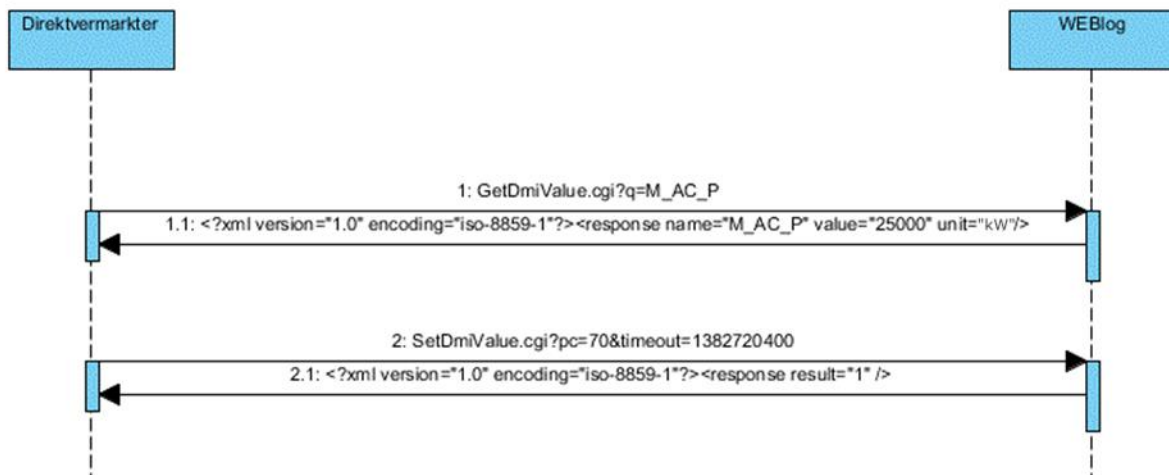 Direktvermarkter
WEBlog
1: GetDmiValue.cgi?q=M_AC_P
1.1: <?xml version="1.0" encoding="iso-8859-1"?><response name="M_AC_P" value="25000" unit="kW"/>
2: SetDmiValue.cgi?pc=70&timeout=1382720400
2.1: <?xml version="1.0" encoding="iso-8859-1"?><response result="1" />